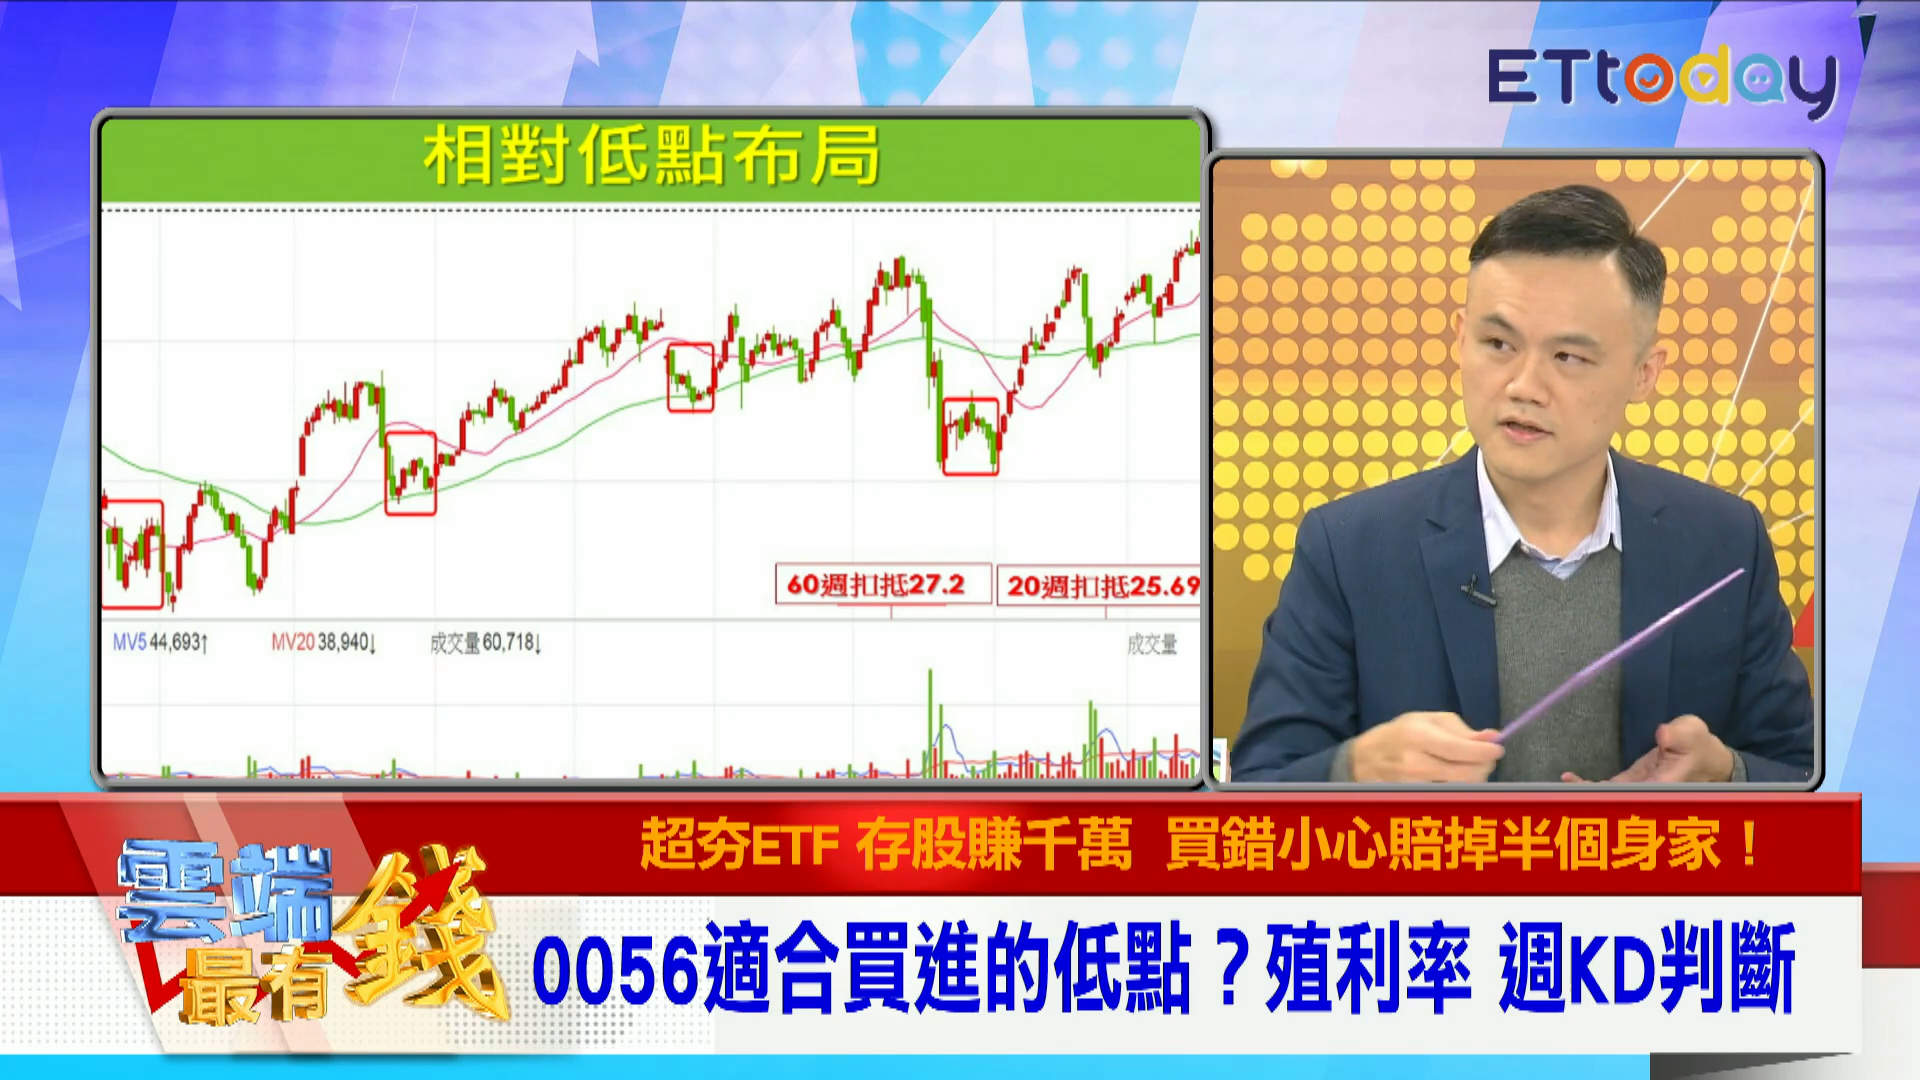 ETtoday
相對低點布局
60週扣抵27.2
20週扣抵25.69
MV5 44,693↑ MV20 38,940↓ 成交量 60,718↓ 成交量
超夯ETF 存股賺千萬 買錯小心賠掉半個身家！
雲端最有錢
0056適合買進的低點？殖利率 週KD判斷